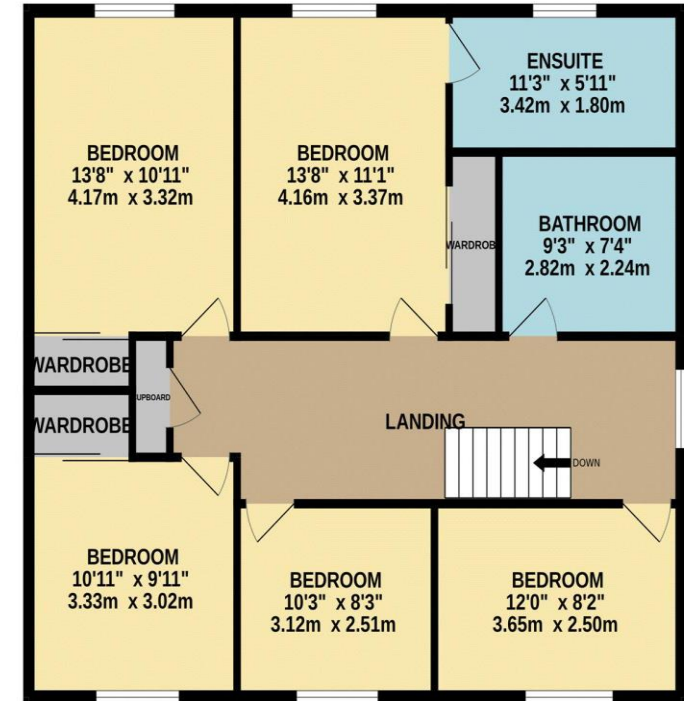 ENSUITE
11'3" x 5'11"
3.42m x 1.80m
BEDROOM
13'8" x 10'11"
4.17m x 3.32m
BEDROOM
13'8" x 11'1"
4.16m x 3.37m
WARDROB
BATHROOM
9'3" x 7'4"
2.82m x 2.24m
WARDROBE
UPBOARD
WARDROBE
LANDING
DOWN
BEDROOM
10'11" x 9'11"
3.33m x 3.02m
BEDROOM
10'3" x 8'3"
3.12m x 2.51m
BEDROOM
12'0" x 8'2"
3.65m x 2.50m